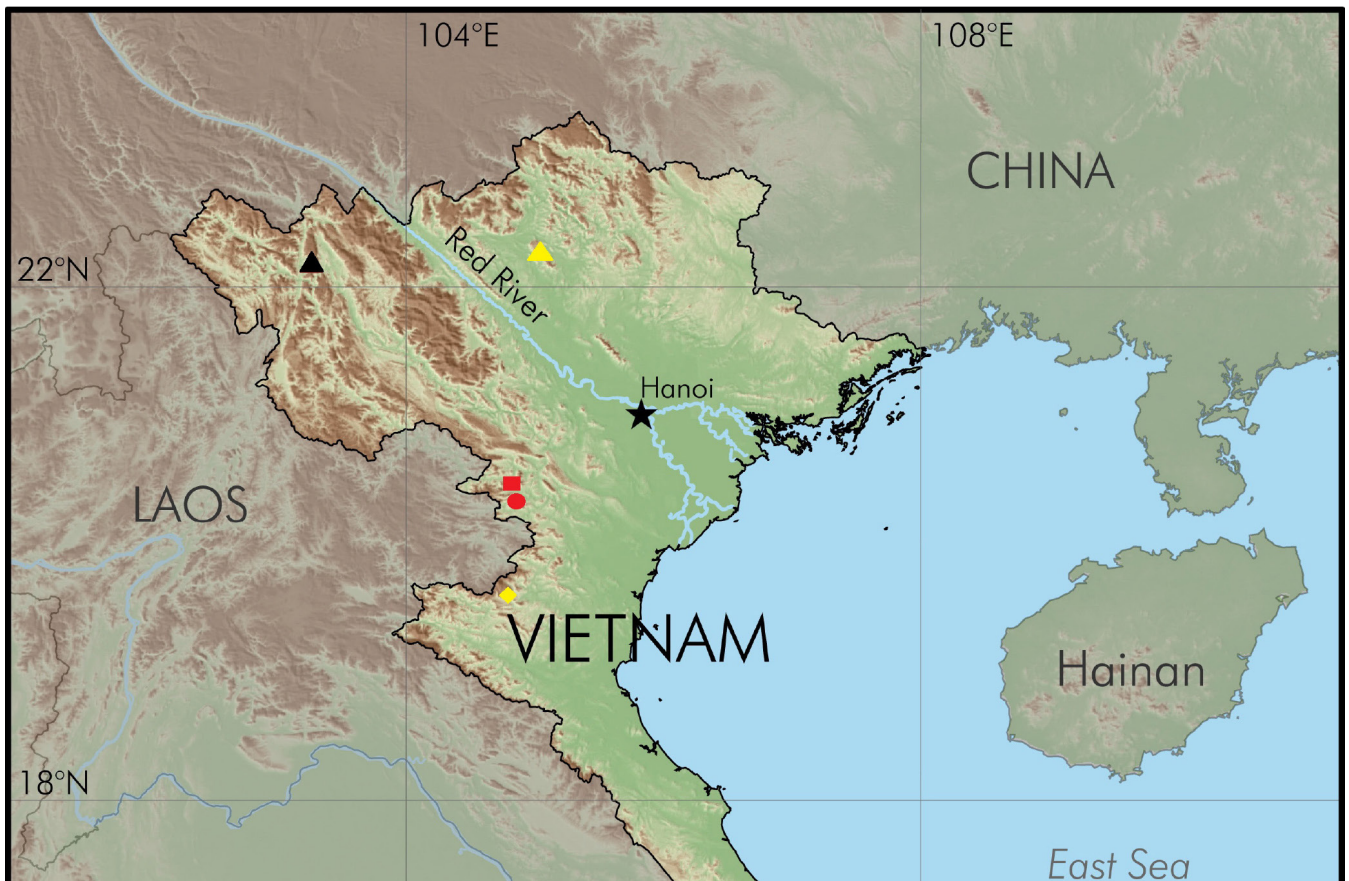 104°E
108°E
CHINA
Red River
22°N
Hanoi
LAOS
VIETNAM
Hainan
18°N
East Sea